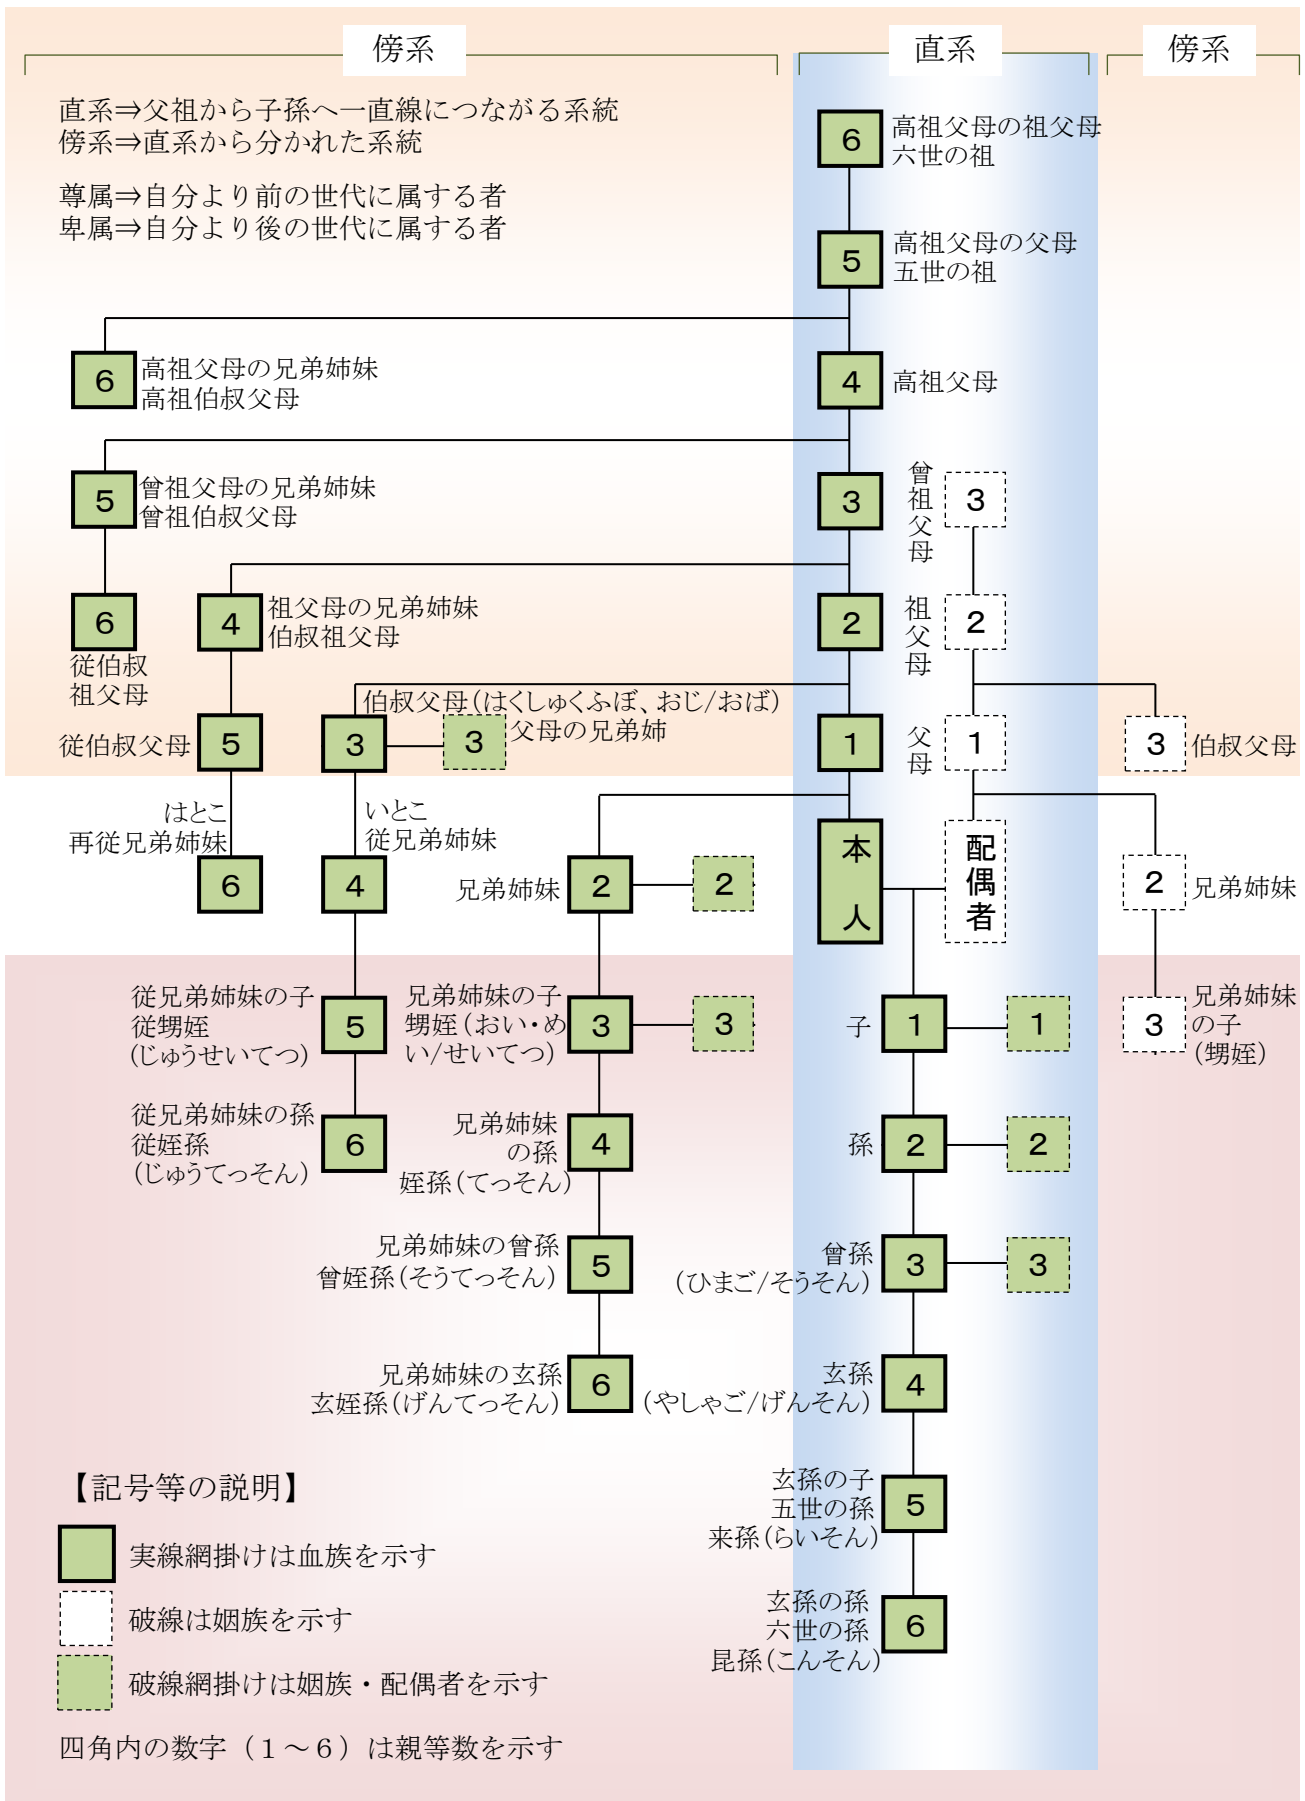 傍系
直系
傍系
直系⇒父祖から子孫へ一直線につながる系統
傍系⇒直系から分かれた系統
尊属⇒自分より前の世代に属する者
卑属⇒自分より後の世代に属する者
6
高祖父母の祖父母
六世の祖
5
高祖父母の父母
五世の祖
6
高祖父母の兄弟姉妹
高祖伯叔父母
4
高祖父母
5
曾祖父母の兄弟姉妹
曾祖伯叔父母
3
曾祖父母
3
6
従伯叔
祖父母
4
祖父母の兄弟姉妹
伯叔祖父母
2
祖父母
2
従伯叔父母
5
伯叔父母(はくしゅくふぼ、おじ/おば)
3
3
父母の兄弟姉
1
父母
1
3
伯叔父母
はとこ
再従兄弟姉妹
6
いとこ
従兄弟姉妹
4
兄弟姉妹
2
2
本人
配偶者
2
兄弟姉妹
従兄弟姉妹の子
従甥姪
(じゅうせいてつ)
5
兄弟姉妹の子
甥姪(おい・め
い/せいてつ)
3
3
子
1
1
3
兄弟姉妹
の子
(甥姪)
従兄弟姉妹の孫
従姪孫
(じゅうてっそん)
6
兄弟姉妹
の孫
姪孫(てっそん)
4
孫
2
2
兄弟姉妹の曾孫
曾姪孫(そうてっそん)
5
曾孫
(ひまご/そうそん)
3
3
兄弟姉妹の玄孫
玄姪孫(げんてっそん)
6
玄孫
(やしゃご/げんそん)
4
玄孫の子
五世の孫
来孫(らいそん)
5
玄孫の孫
六世の孫
昆孫(こんそん)
6
【記号等の説明】
実線網掛けは血族を示す
破線は姻族を示す
破線網掛けは姻族・配偶者を示す
四角内の数字（１～６）は親等数を示す